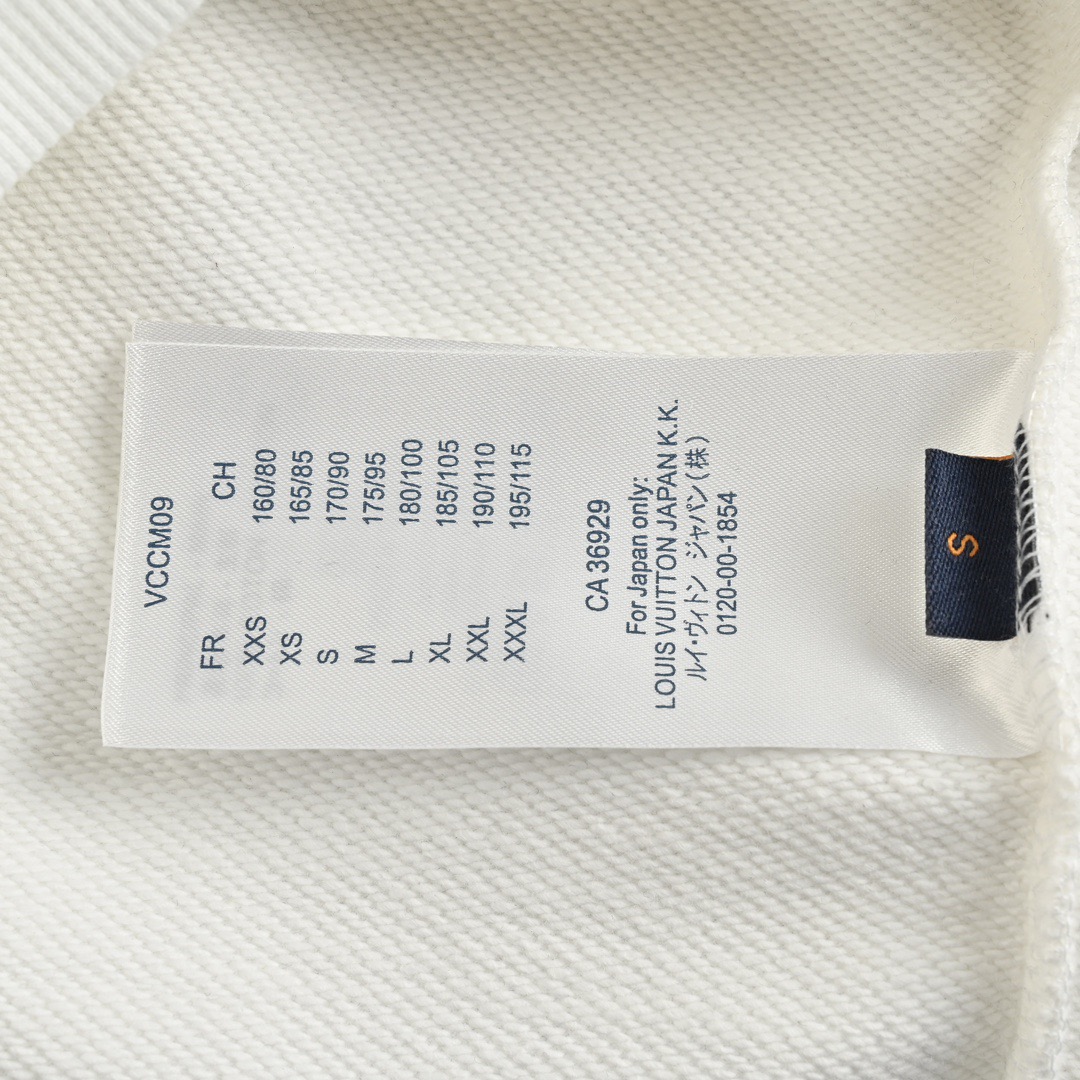 VCCM09
FR CH
XXS 160/80
XS 165/85
S 170/90
M 175/95
L 180/100
XL 185/105
XXL 190/110
XXXL 195/115
CA 36929
For Japan only:
LOUIS VUITTON JAPAN K.K.
ルイ・ヴィトン ジャパン(株)
0120-00-1854
S